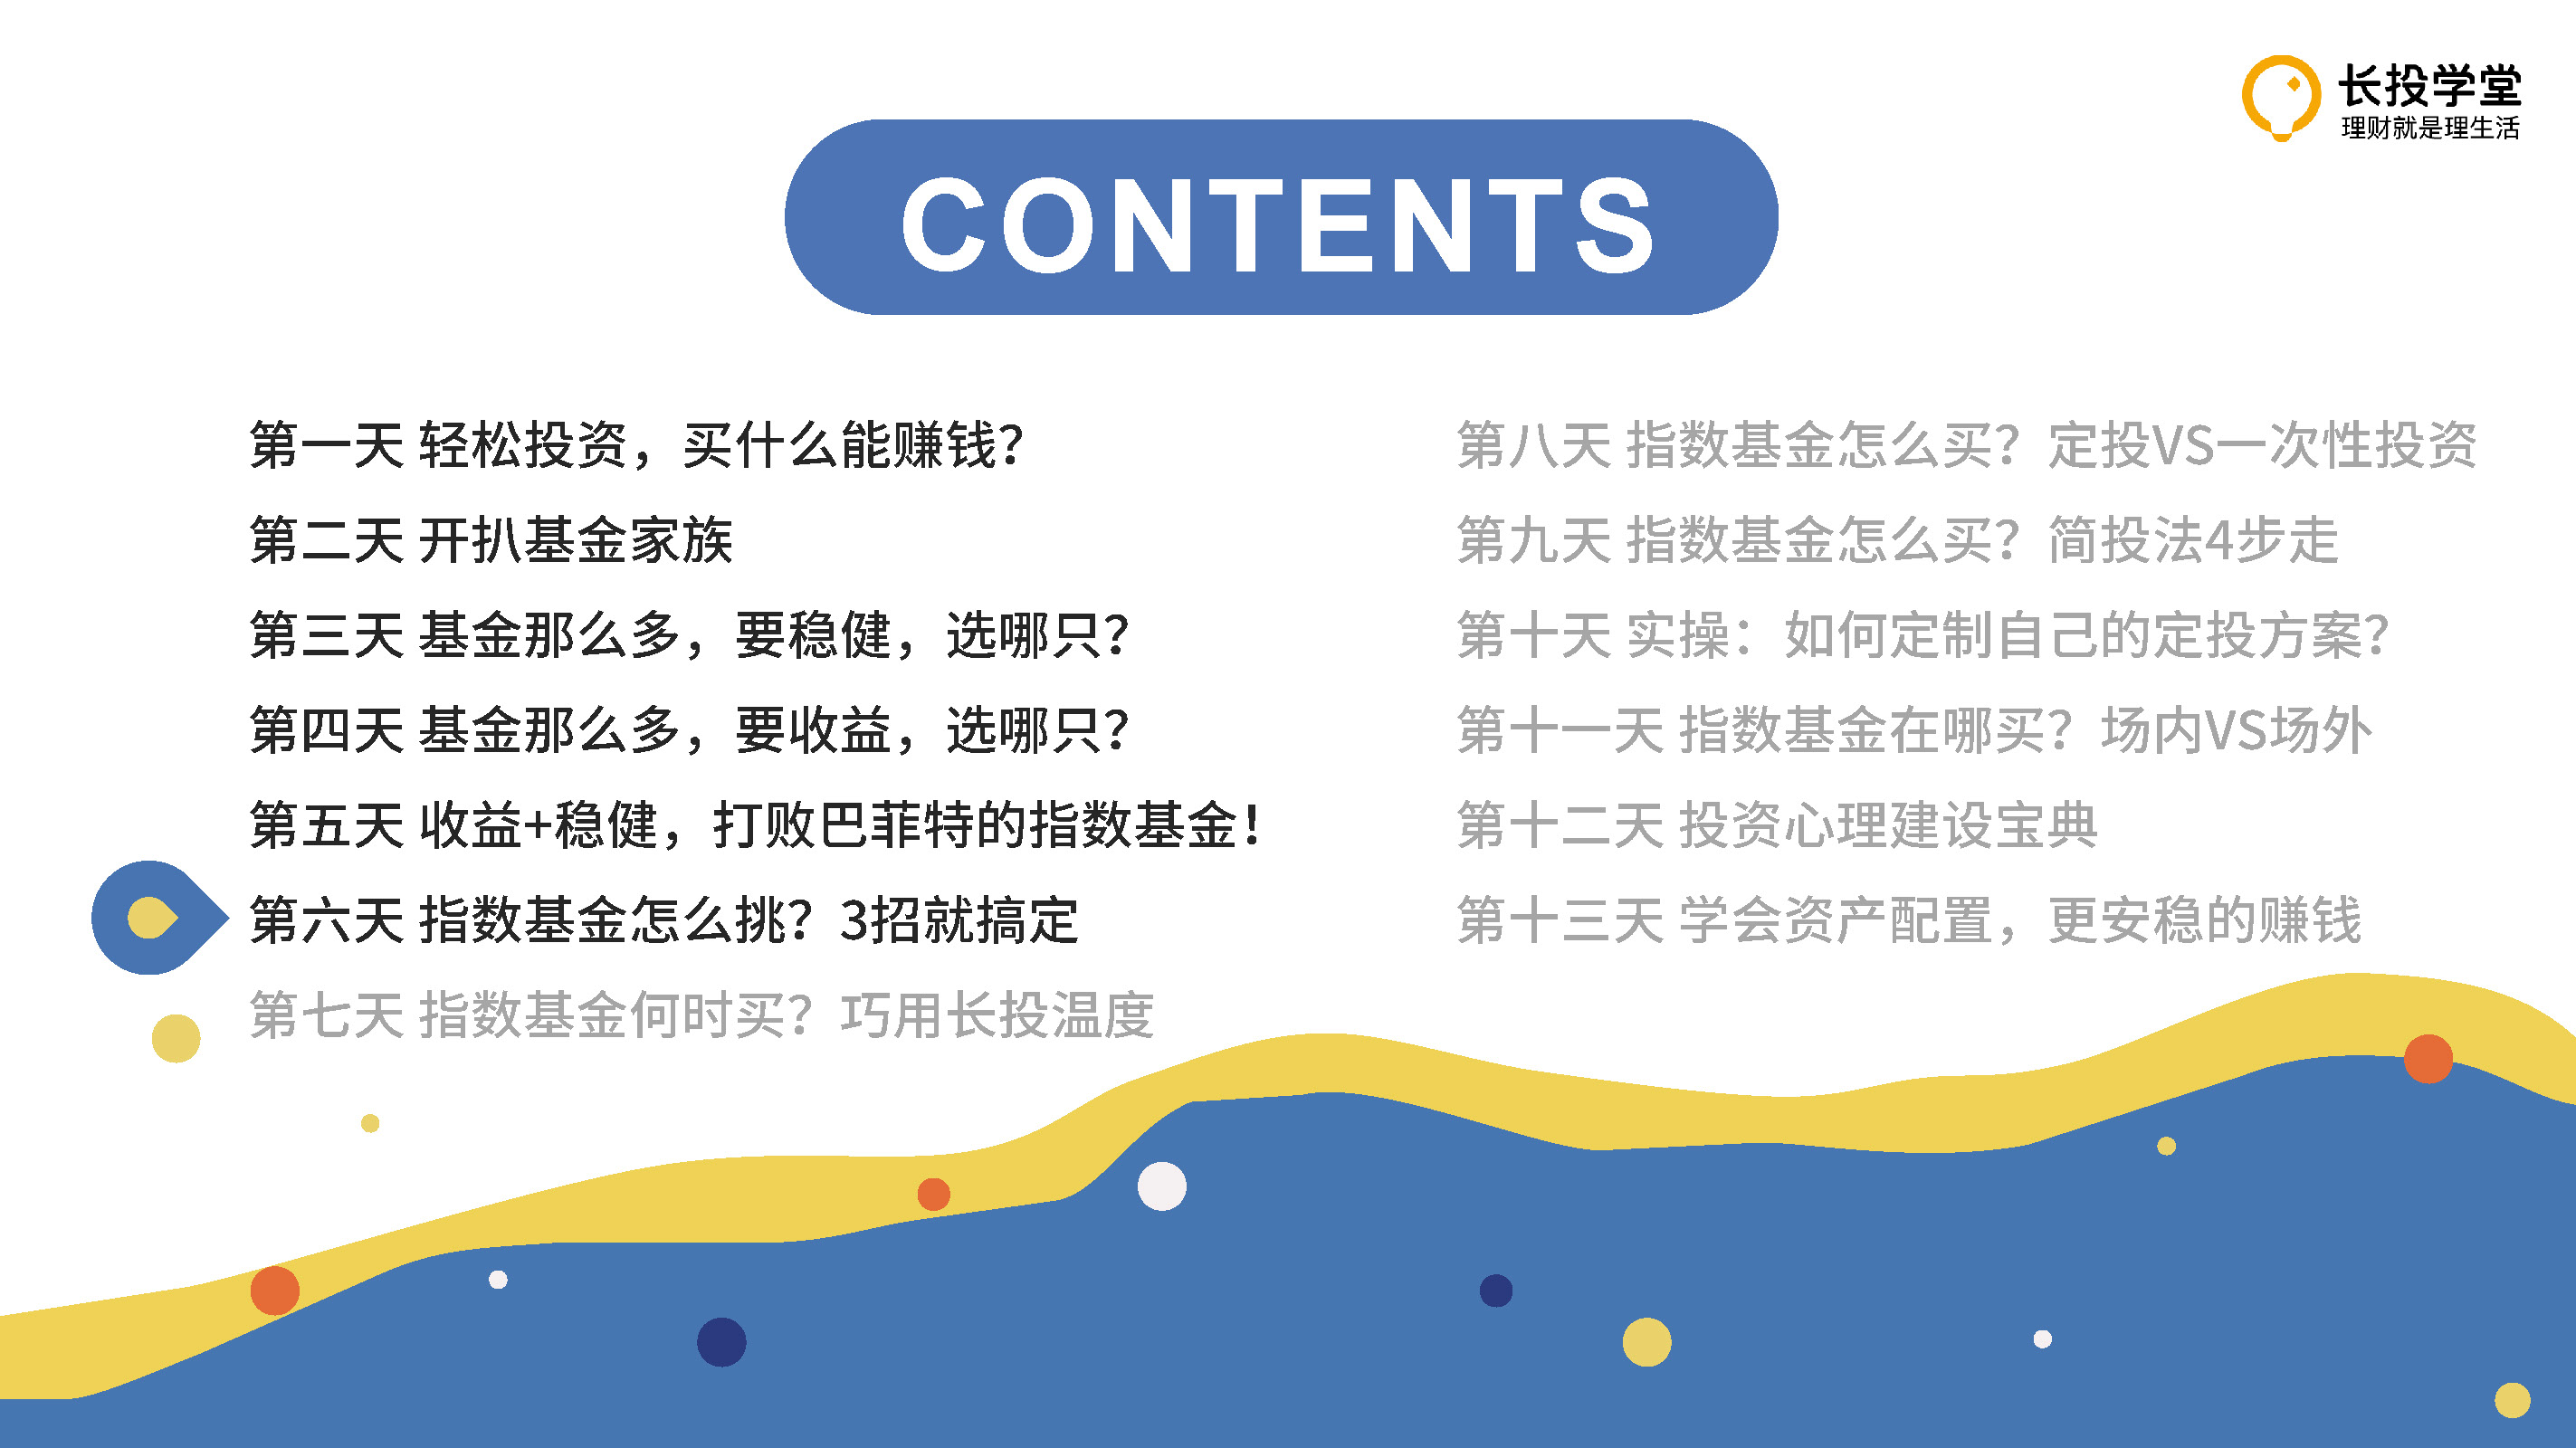 长投学堂
理财就是理生活
CONTENTS
第一天 轻松投资，买什么能赚钱？
第二天 开扒基金家族
第三天 基金那么多，要稳健，选哪只？
第四天 基金那么多，要收益，选哪只？
第五天 收益+稳健，打败巴菲特的指数基金！
第六天 指数基金怎么挑？3招就搞定
第七天 指数基金何时买？巧用长投温度
第八天 指数基金怎么买？定投VS一次性投资
第九天 指数基金怎么买？简投法4步走
第十天 实操：如何定制自己的定投方案？
第十一天 指数基金在哪买？场内VS场外
第十二天 投资心理建设宝典
第十三天 学会资产配置，更安稳的赚钱